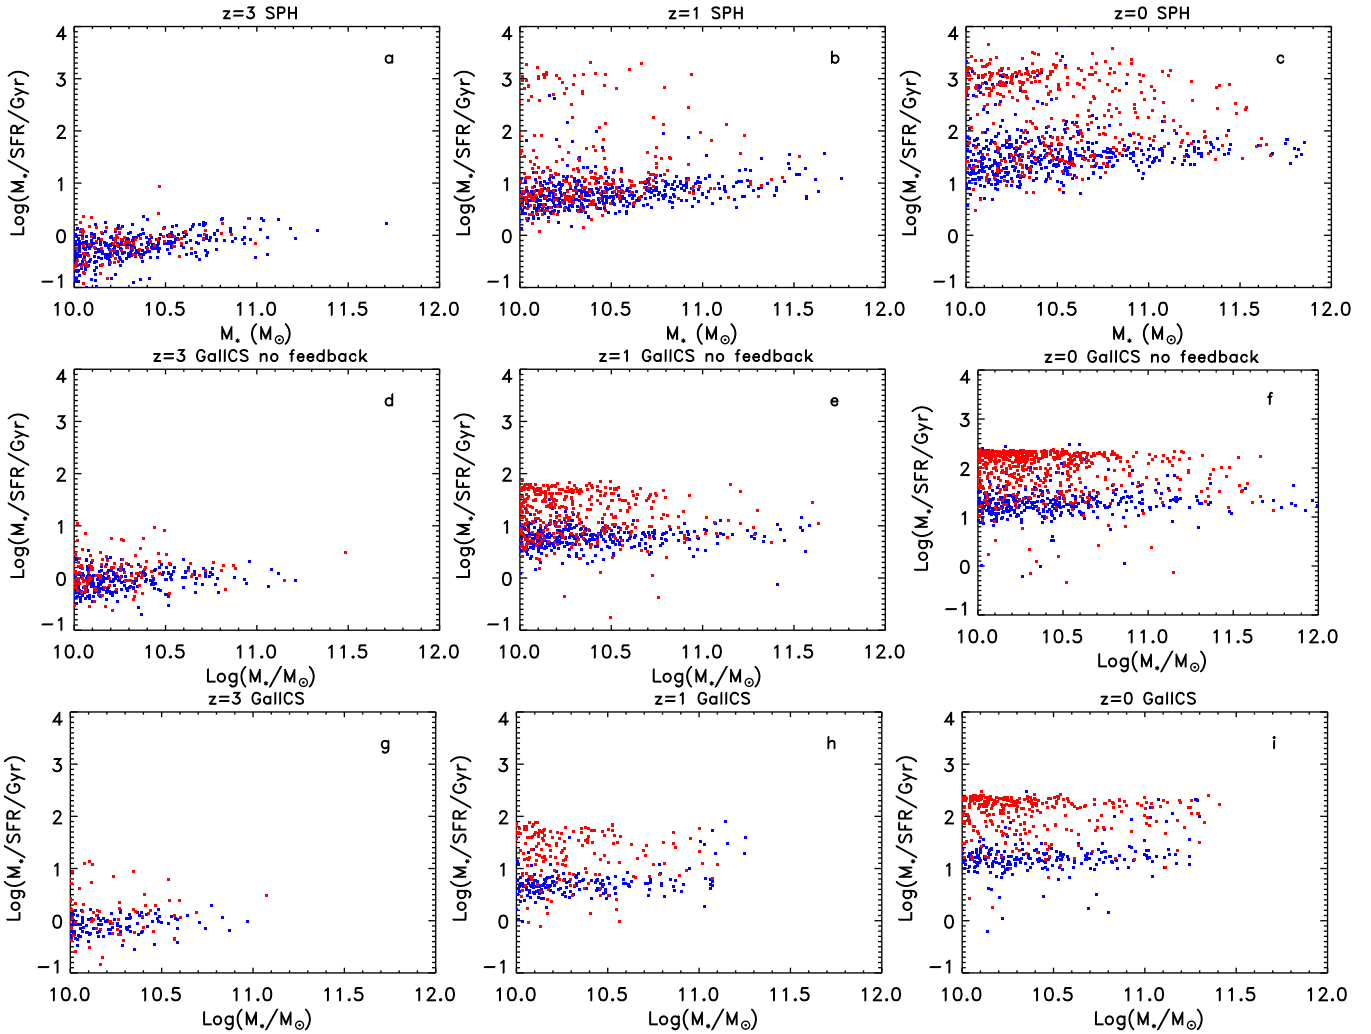 z=3 SPH
a
Log(M*/SFR/Gyr)
4
3
2
1
0
−1
10.0 10.5 11.0 11.5 12.0
M* (M⊙)
z=1 SPH
b
Log(M*/SFR/Gyr)
4
3
2
1
0
−1
10.0 10.5 11.0 11.5 12.0
M* (M⊙)
z=0 SPH
c
Log(M*/SFR/Gyr)
4
3
2
1
0
−1
10.0 10.5 11.0 11.5 12.0
M* (M⊙)
z=3 GalICS no feedback
d
Log(M*/SFR/Gyr)
4
3
2
1
0
−1
10.0 10.5 11.0 11.5 12.0
Log(M*/M⊙)
z=1 GalICS no feedback
e
Log(M*/SFR/Gyr)
4
3
2
1
0
−1
10.0 10.5 11.0 11.5 12.0
Log(M*/M⊙)
z=0 GalICS no feedback
f
Log(M*/SFR/Gyr)
4
3
2
1
0
−1
10.0 10.5 11.0 11.5 12.0
Log(M*/M⊙)
z=3 GalICS
g
Log(M*/SFR/Gyr)
4
3
2
1
0
−1
10.0 10.5 11.0 11.5 12.0
Log(M*/M⊙)
z=1 GalICS
h
Log(M*/SFR/Gyr)
4
3
2
1
0
−1
10.0 10.5 11.0 11.5 12.0
Log(M*/M⊙)
z=0 GalICS
i
Log(M*/SFR/Gyr)
4
3
2
1
0
−1
10.0 10.5 11.0 11.5 12.0
Log(M*/M⊙)